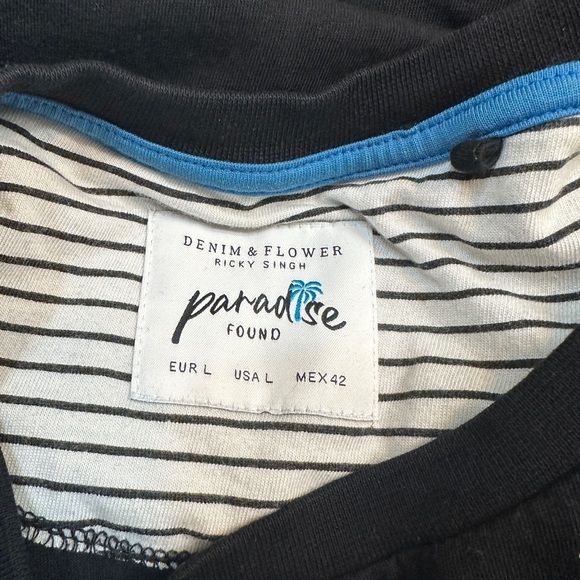 DENIM & FLOWER
RICKY SINGH
paradise
FOUND
EUR L USA L MEX 42